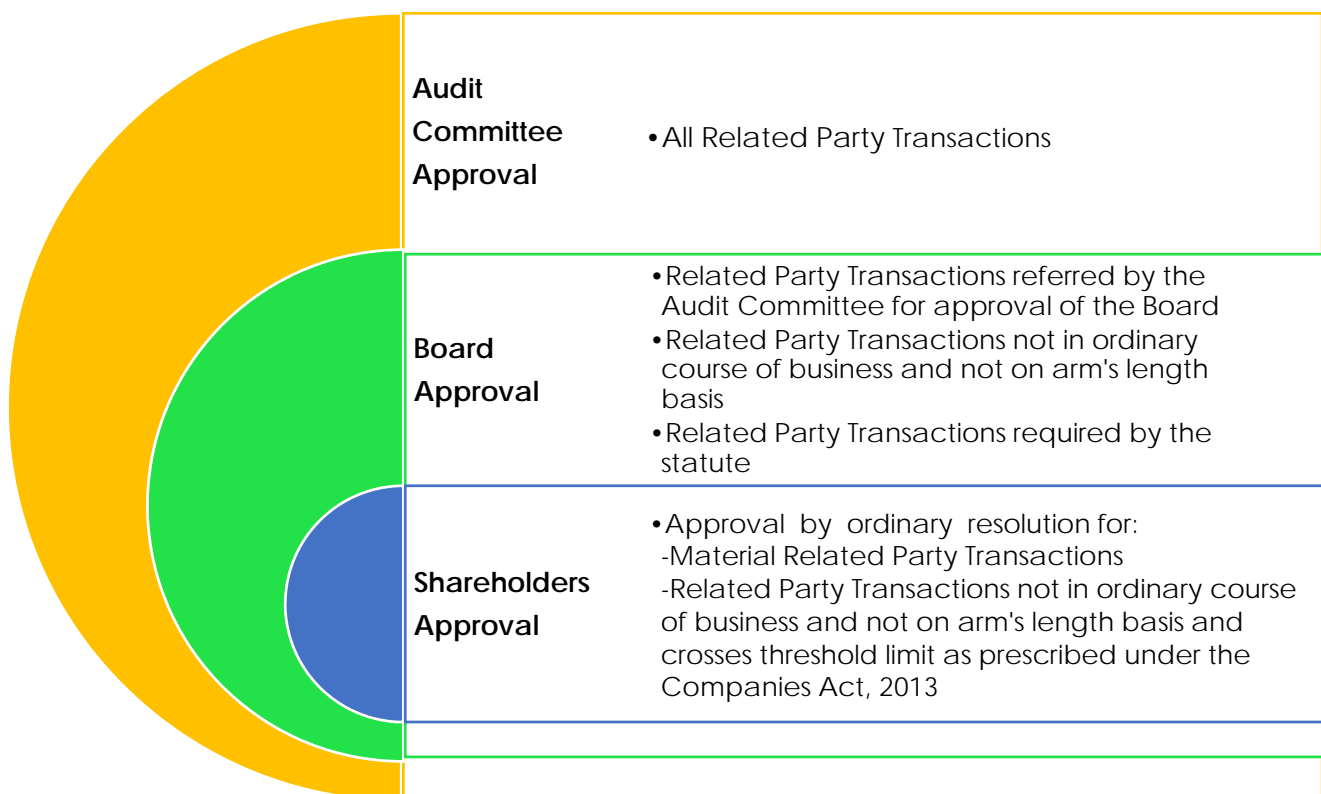 Audit
Committee
Approval
•All Related Party Transactions
Board
Approval
•Related Party Transactions referred by the
Audit Committee for approval of the Board
•Related Party Transactions not in ordinary
course of business and not on arm's length
basis
•Related Party Transactions required by the
statute
Shareholders
Approval
•Approval by ordinary resolution for:
-Material Related Party Transactions
-Related Party Transactions not in ordinary course
of business and not on arm's length basis and
crosses threshold limit as prescribed under the
Companies Act, 2013